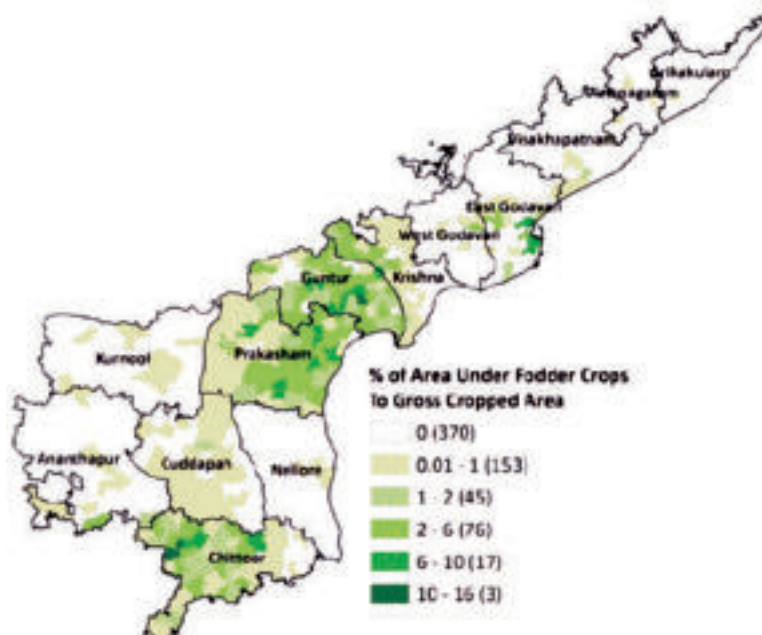 Srikakulam
Vizianagaram
Visakhapatnam
East Godavari
West Godavari
Krishna
Guntur
Prakasham
Kurnool
Ananthapur
Cuddapah
Nellore
Chittoor
% of Area Under Fodder Crops
To Gross Cropped Area
0 (370)
0.01 - 1 (153)
1 - 2 (45)
2 - 6 (76)
6 - 10 (17)
10 - 16 (3)